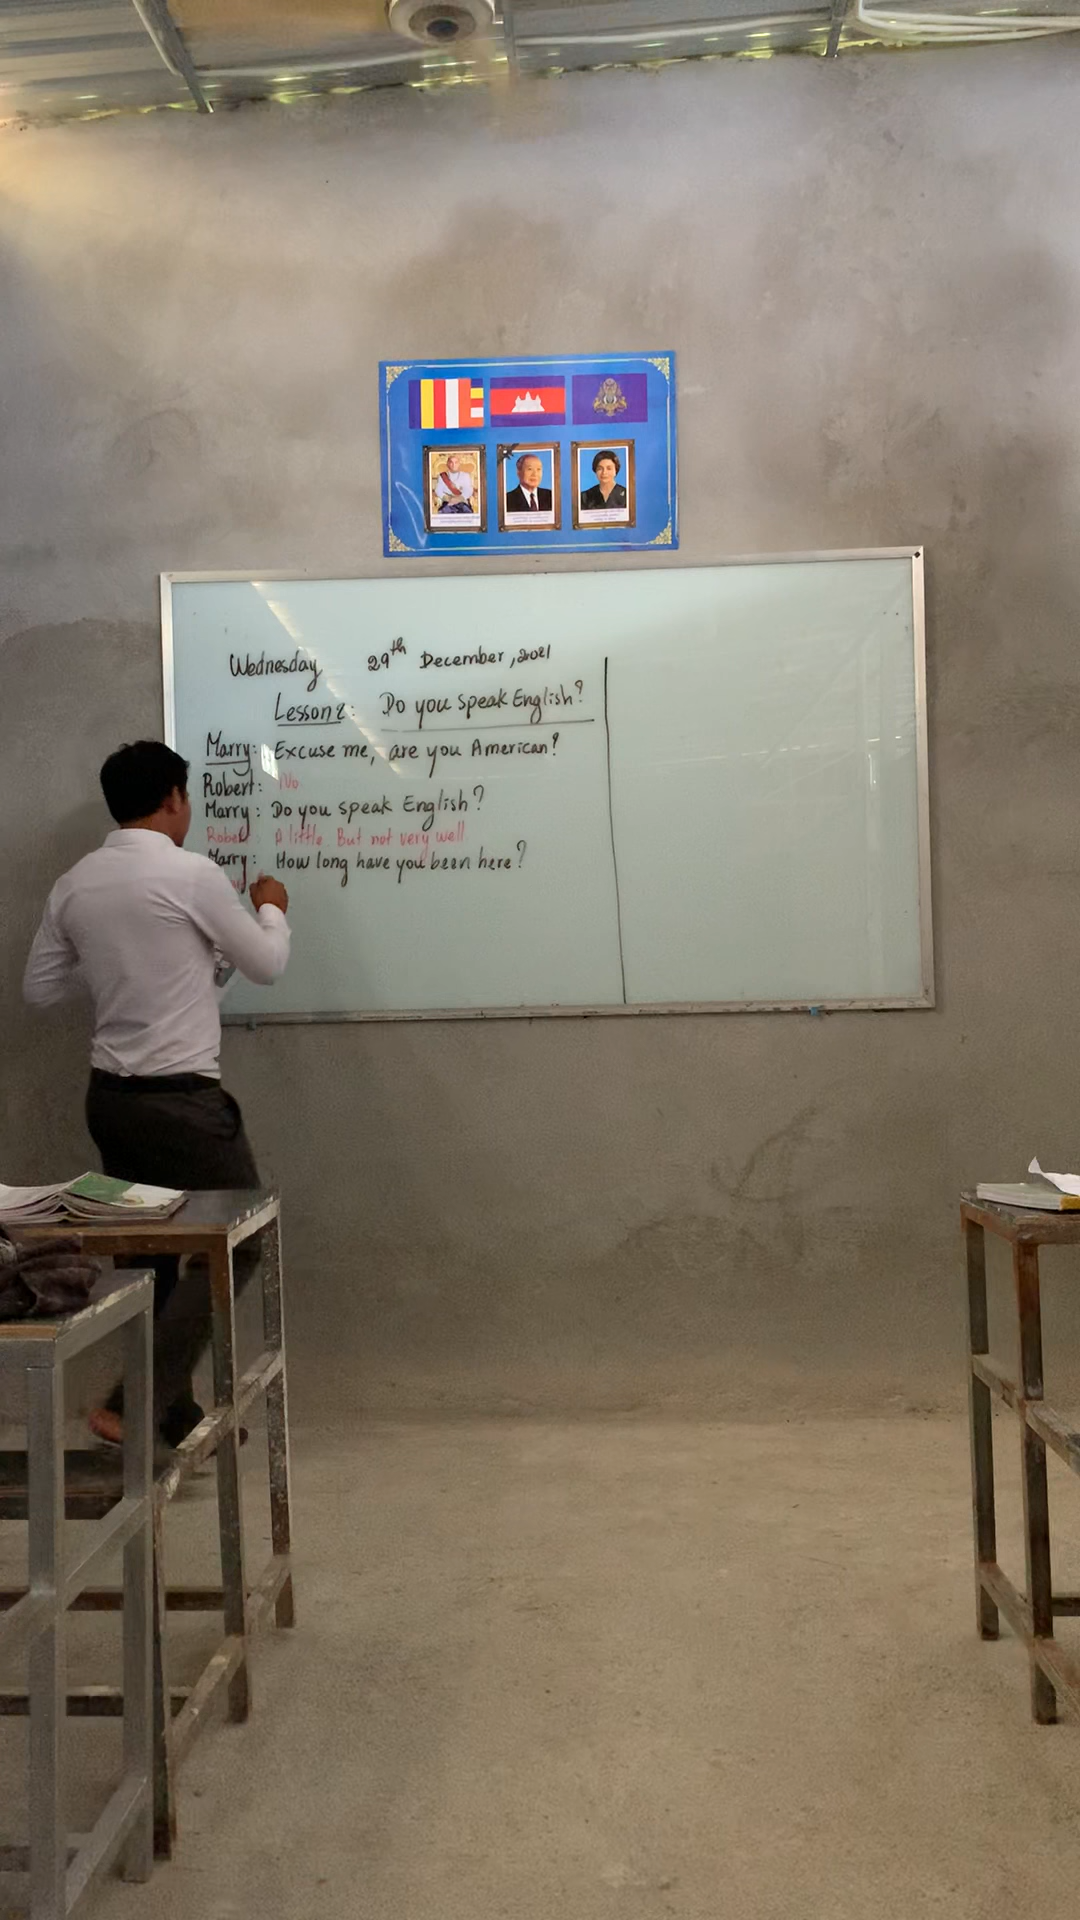 Wednesday 29th December, 2021
Lesson 2: Do you speak English?
Marry: Excuse me, are you American?
Robert: No
Marry: Do you speak English?
Robert: A little But not very well
Marry: How long have you been here?